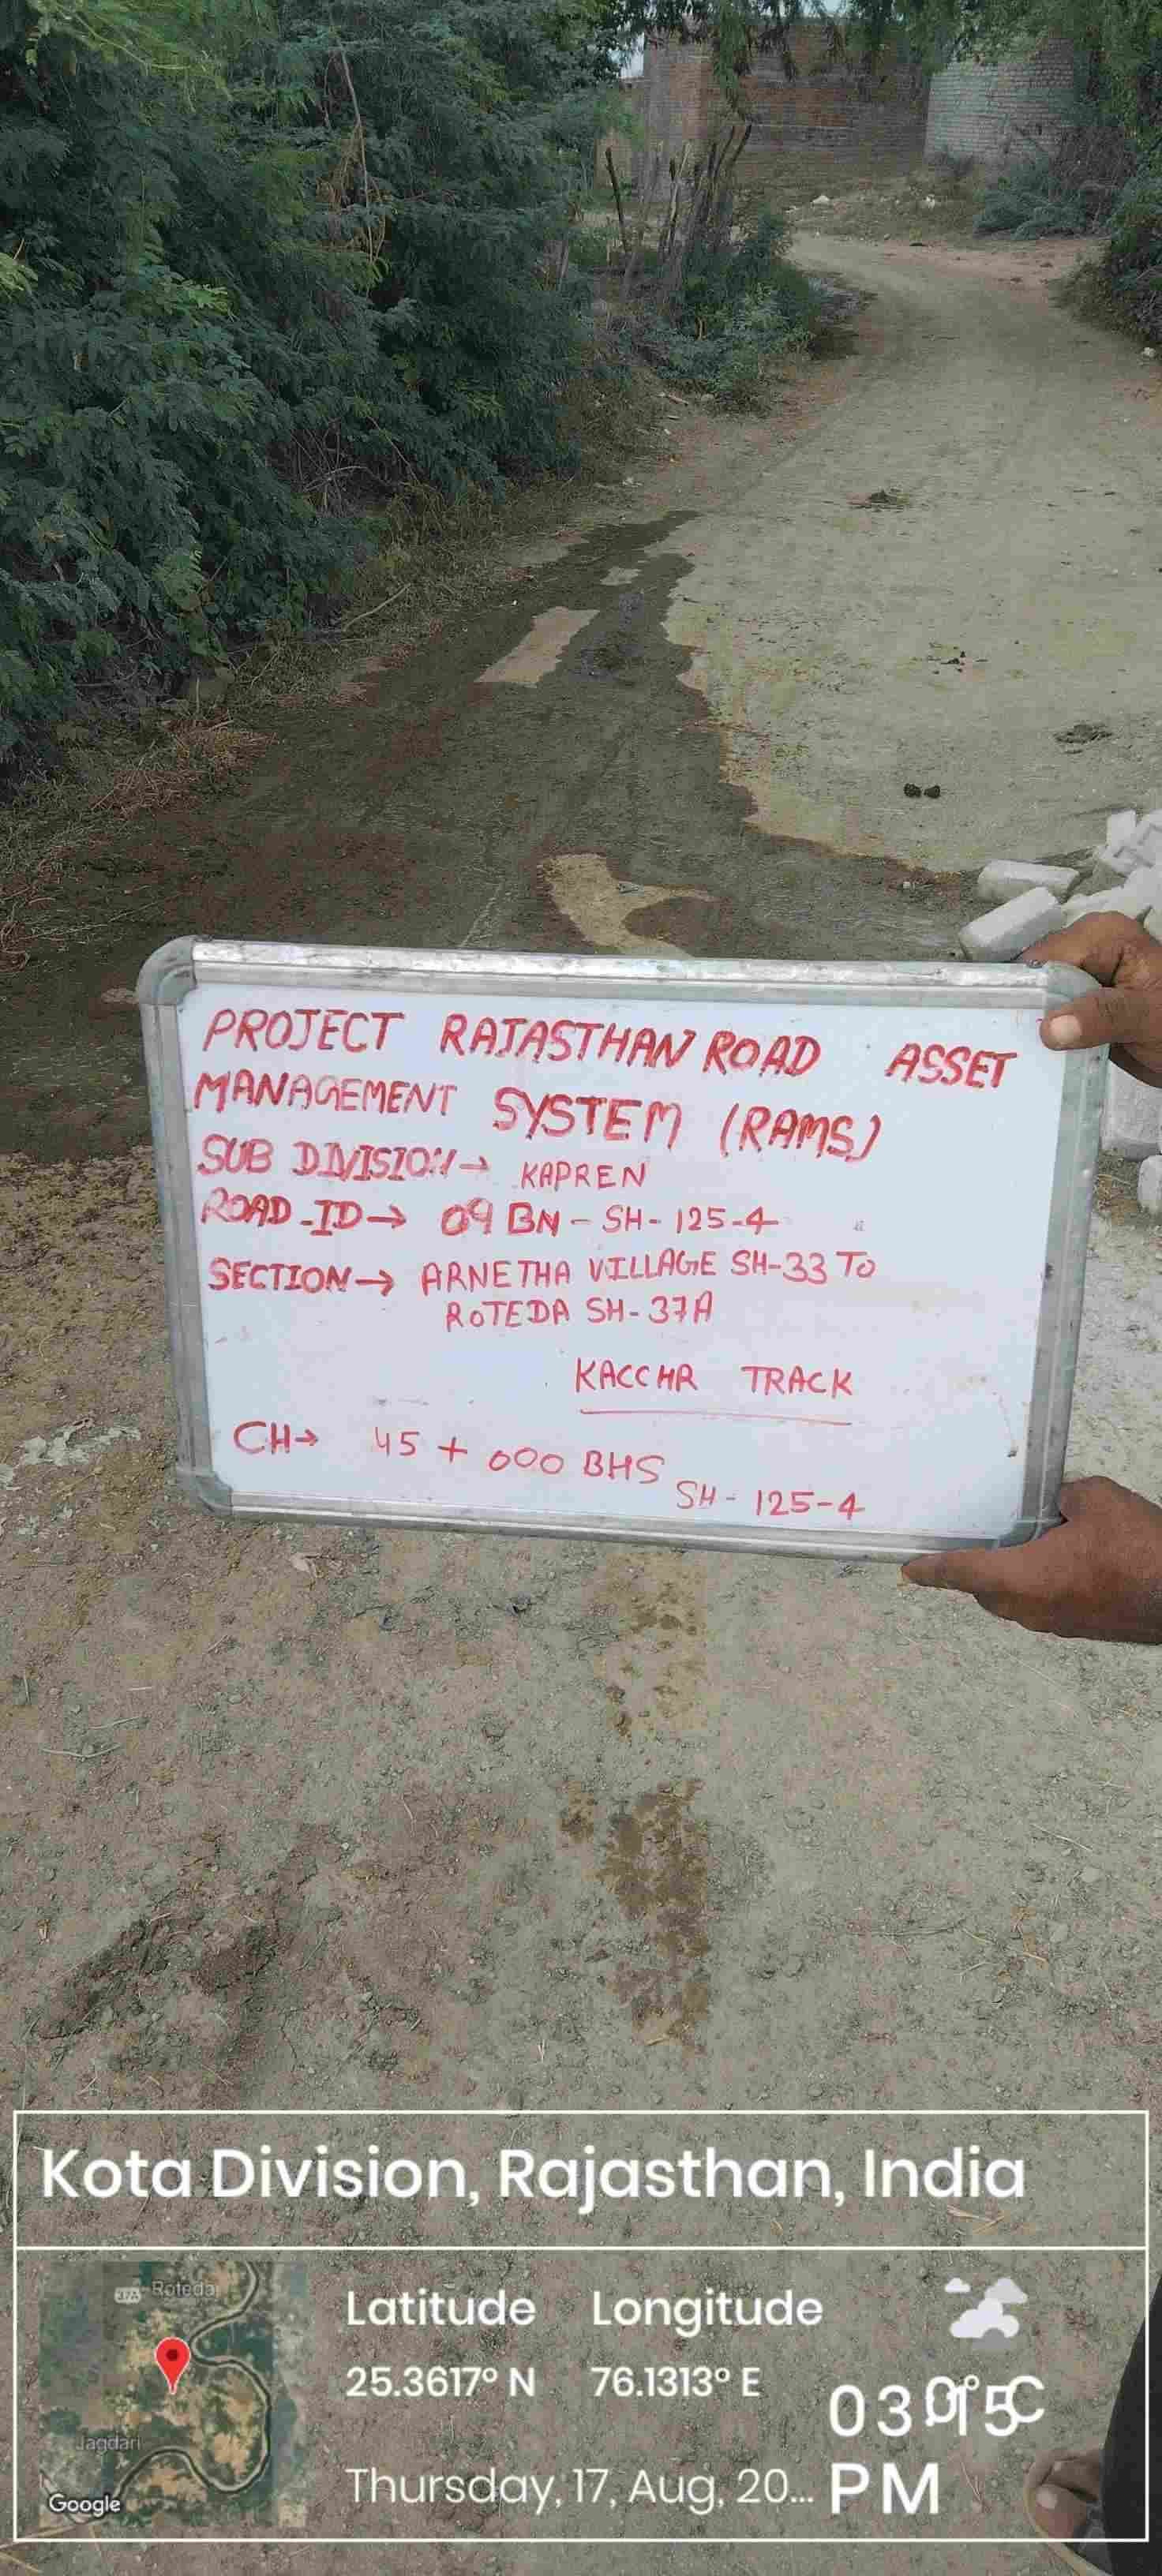 PROJECT RAJASTHAN ROAD ASSET
MANAGEMENT SYSTEM (RAMS)
SUB DIVISION→ KAPREN
ROAD-ID→ 09 BN - SH- 125-4
SECTION→ ARNETHA VILLAGE SH-33 TO
ROTEDA SH-37A
KACCHR TRACK
CH→ 45 + 000 BHS
SH- 125-4
Kota Division, Rajasthan, India
37A Roteda
Jagdari
Google
Latitude Longitude
25.3617° N 76.1313° E
Thursday, 17, Aug, 20...
PM